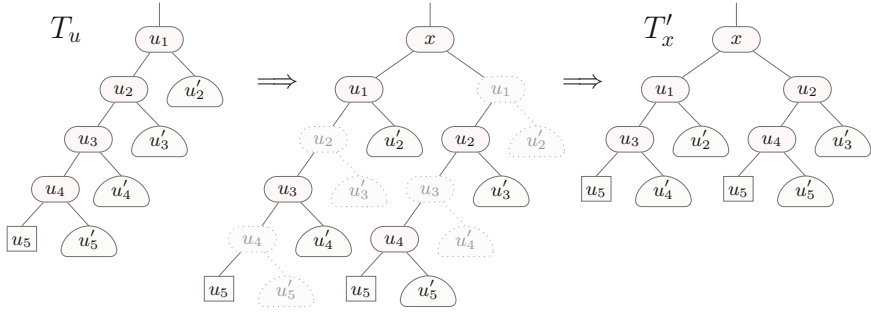 T_u u_1 x T'_x x
u_2 u'_2 ⟹ u_1 u_1 ⟹ u_1 u_2
u_3 u'_3 u_2 u'_2 u_2 u'_2 u_3 u'_2 u_4 u'_3
u_4 u'_4 u_3 u'_3 u_3 u'_3 u_5 u'_4 u_5 u'_5
u_5 u'_5 u_4 u'_4 u_4 u'_4
u_5 u'_5 u_5 u'_5